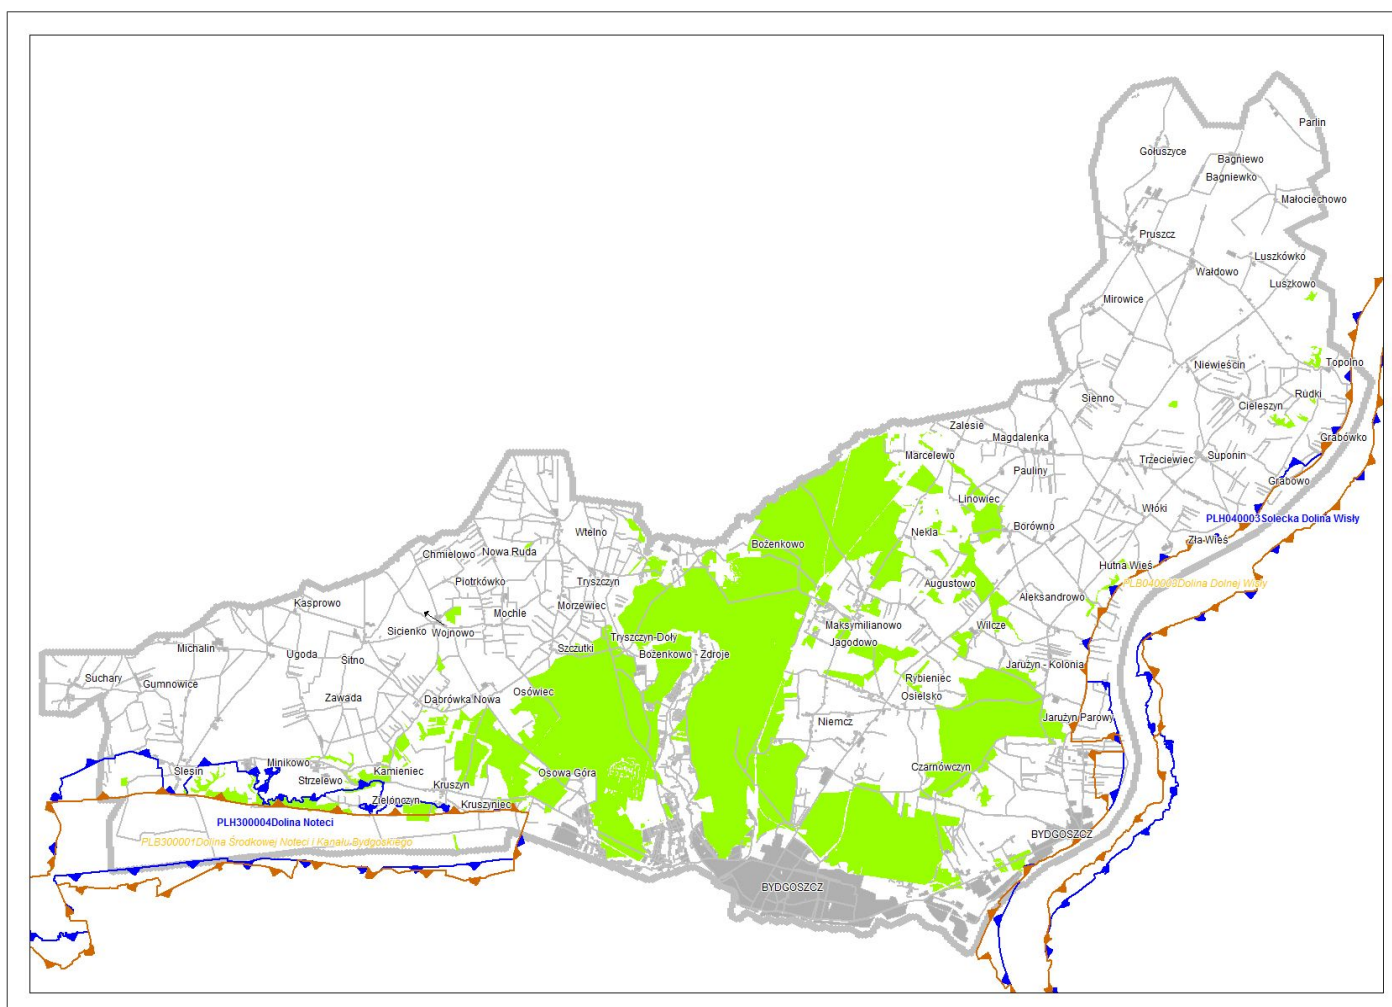 Parlin
Gołuszyce
Bagniewo
Bagniewko
Małociechowo
Pruszcz
Luszkówko
Wałdowo
Luszkowo
Mirowice
Topolno
Niewieścin
Rudki
Sienno
Cieleszyn
Zalesie
Magdalenka
Grabówko
Marcelewo
Trzeciewiec
Suponin
Pauliny
Grabowo
Linowiec
Włóki
PLH040003Solecka Dolina Wisły
Borówno
Wtelno
Nekla
Zła Wieś
Bożenkowo
Nowa Ruda
Chmielowo
Hutna Wieś
Piotrkówko
Tryszczyn
Augustowo
PLB040003Dolina Dolnej Wisły
Kasprowo
Mochle
Morzewiec
Aleksandrowo
Sicienko
Wojnowo
Maksymilianowo
Wilcze
Tryszczyn-Doły
Jagodowo
Michalin
Szczutki
Ugoda
Sitno
Bożenkowo - Zdroje
Jarużyn - Kolonia
Suchary
Gumnowice
Rybieniec
Osówiec
Osielsko
Zawada
Dąbrówka Nowa
Jarużyn Parowy
Niemcz
Minikowo
Czarnówczyn
Slesin
Kamieniec
Osowa Góra
Strzelewo
Kruszyn
Zielonczyn
Kruszyniec
PLH300004Dolina Noteci
BYDGOSZCZ
PLB300001Dolina Środkowej Noteci i Kanału Bydgoskiego
BYDGOSZCZ